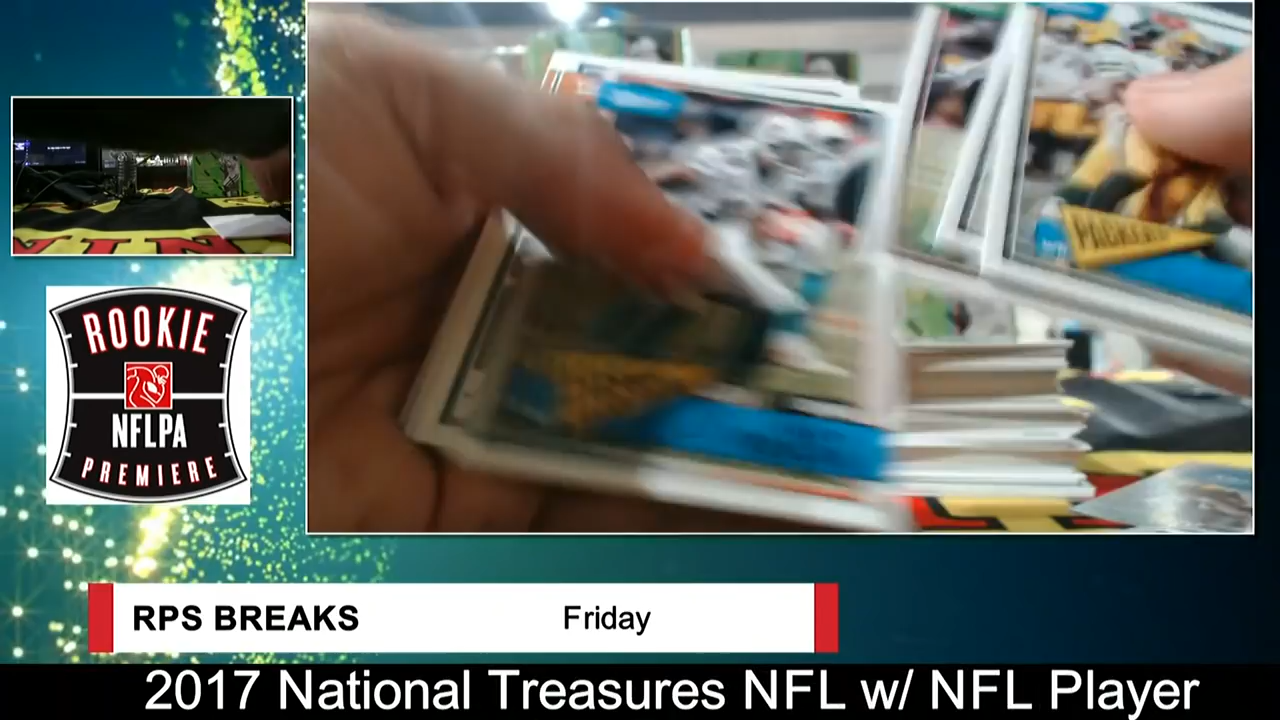 ROOKIE
NFLPA
PREMIERE
PACKERS
RPS BREAKS
Friday
2017 National Treasures NFL w/ NFL Player